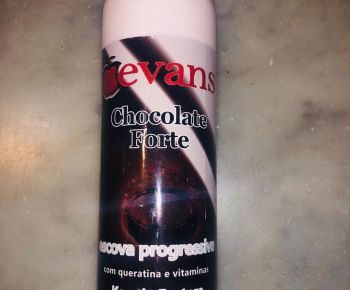 evans
Chocolate
Forte
escova progressiva
com queratina e vitaminas